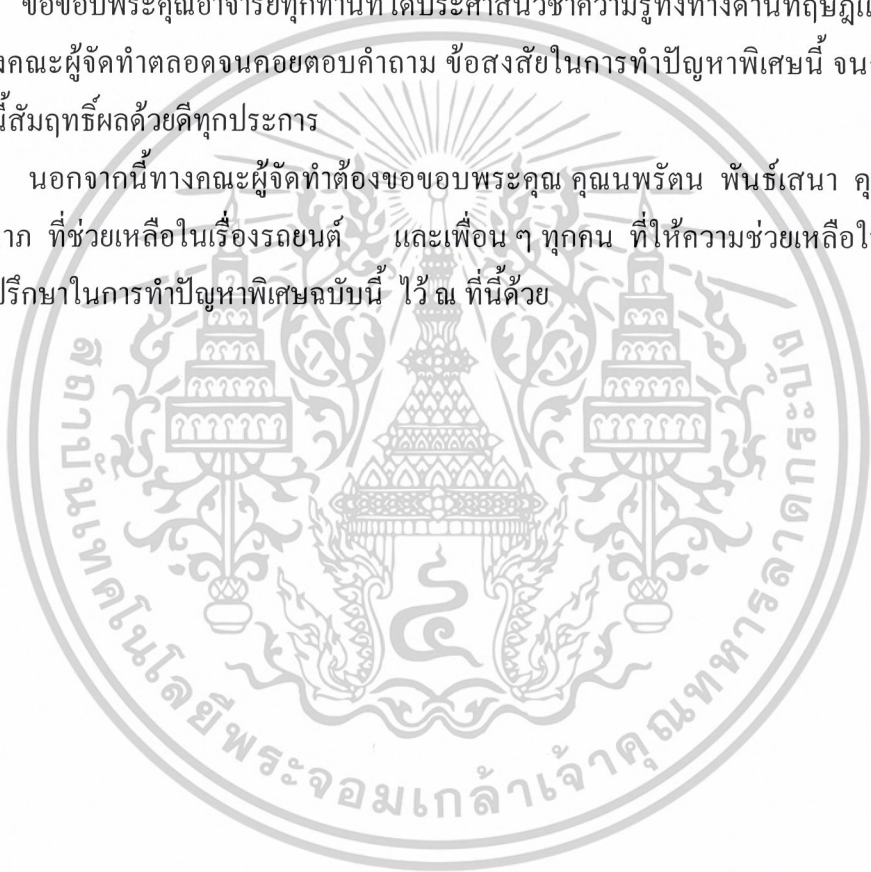 ขอขอบพระคุณอาจารย์ทุกท่านที่ได้ประศาสน์วิชาความรู้ทั้งทางด้านทฤษฎีแ
คณะผู้จัดทำตลอดจนคอยตอบคำถาม ข้อสงสัยในการทำปัญหาพิเศษนี้ จน
นี้สัมฤทธิ์ผลด้วยดีทุกประการ
นอกจากนี้ทางคณะผู้จัดทำต้องขอขอบพระคุณ คุณนพรัตน พันธ์เสนา คุ
าภ ที่ช่วยเหลือในเรื่องรถยนต์ และเพื่อน ๆ ทุกคน ที่ให้ความช่วยเหลือใ
ปรึกษาในการทำปัญหาพิเศษฉบับนี้ ไว้ ณ ที่นี้ด้วย
สถาบันเทคโนโลยีพระจอมเกล้าเจ้าคุณทหารลาดกระบัง
๔